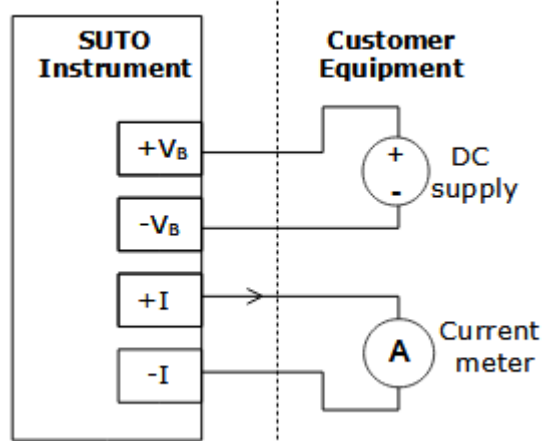 SUTO
Instrument
Customer
Equipment
+VB
-VB
+I
-I
+
-
DC
supply
A
Current
meter